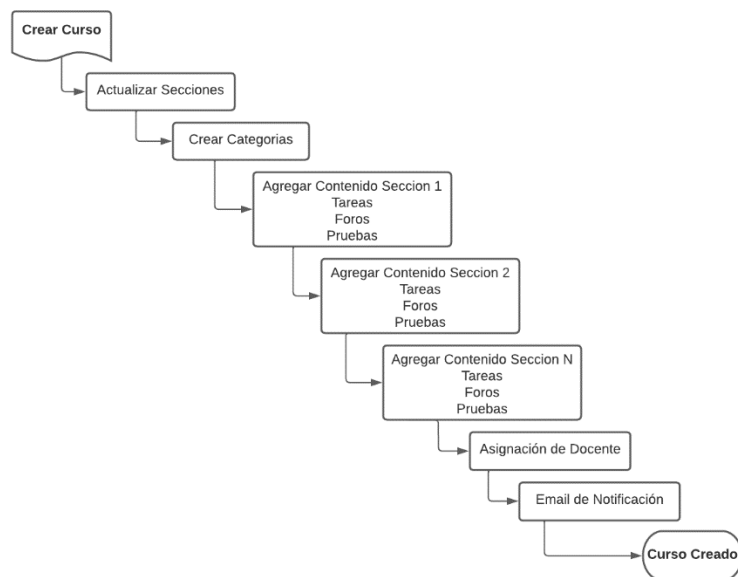 Crear Curso
Actualizar Secciones
Crear Categorias
Agregar Contenido Seccion 1
Tareas
Foros
Pruebas
Agregar Contenido Seccion 2
Tareas
Foros
Pruebas
Agregar Contenido Seccion N
Tareas
Foros
Pruebas
Asignación de Docente
Email de Notificación
Curso Creado